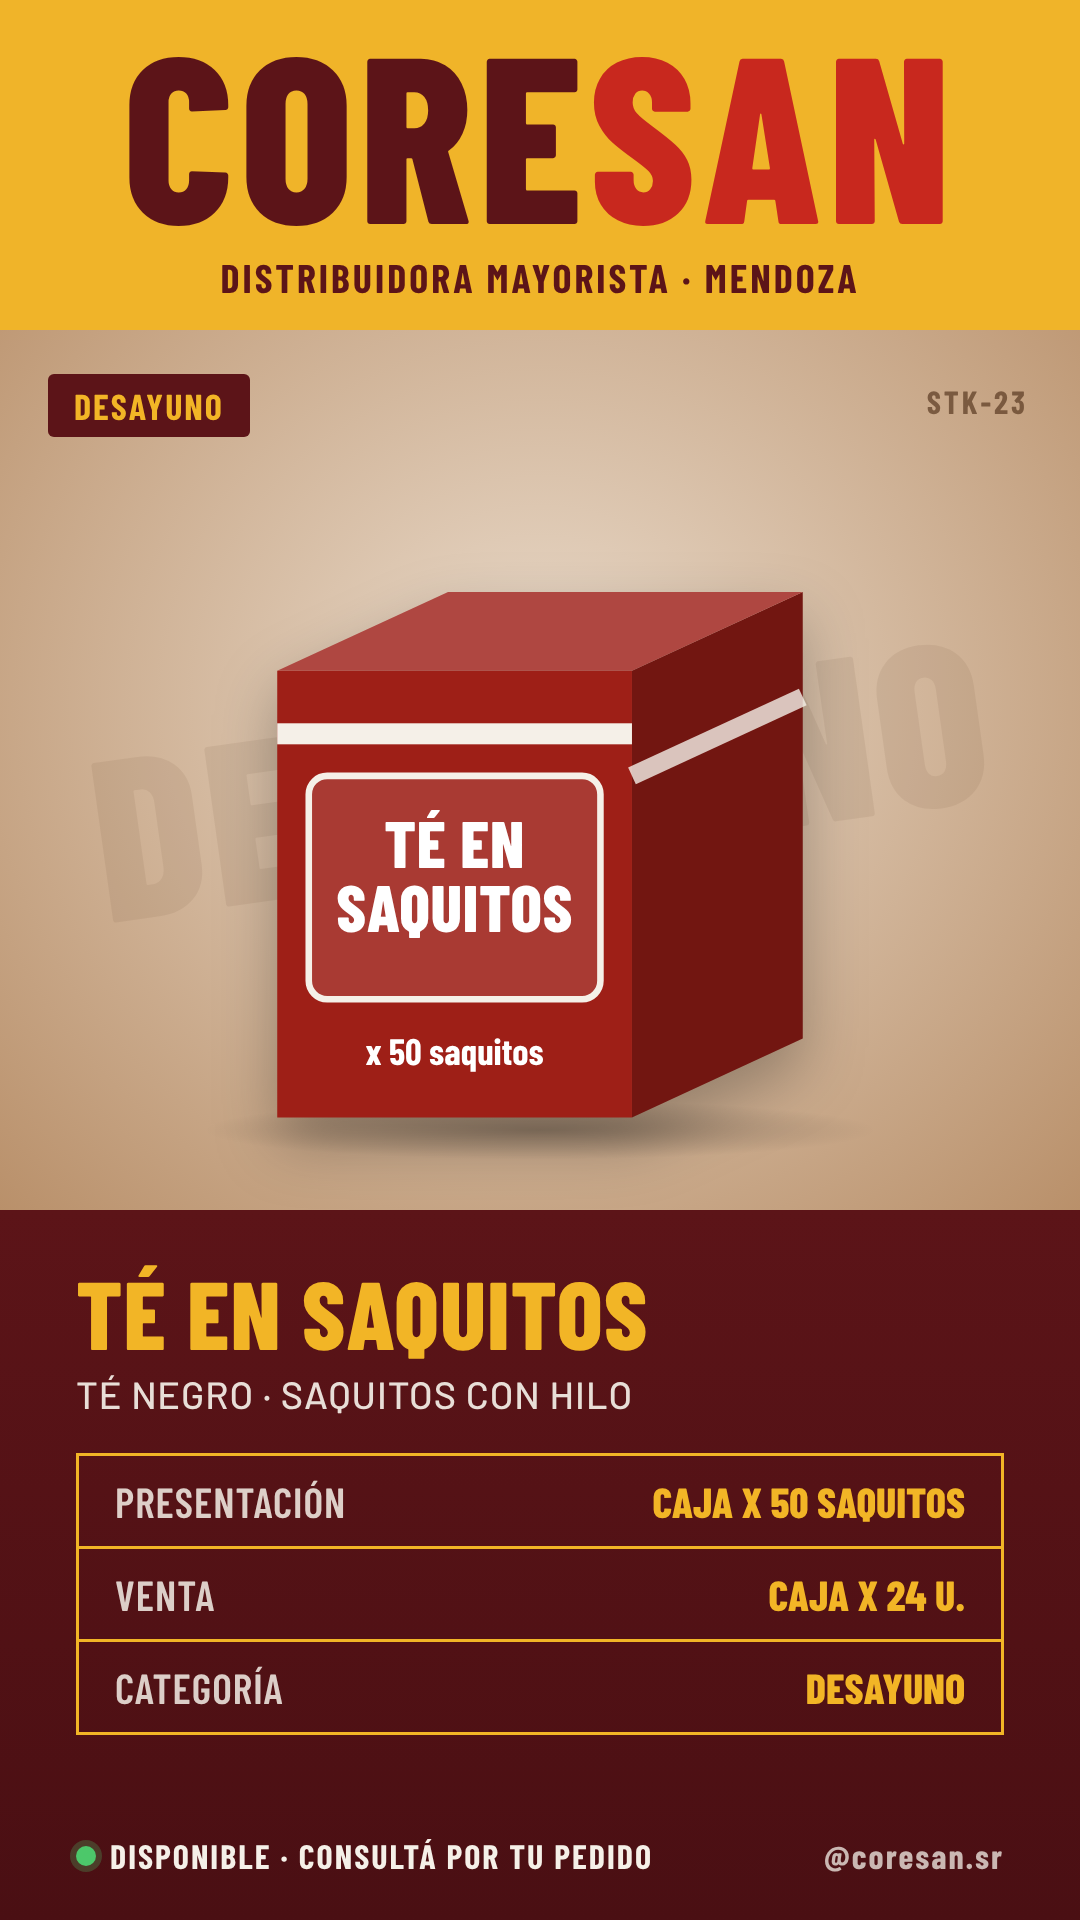 CORESAN
DISTRIBUIDORA MAYORISTA · MENDOZA
DESAYUNO
STK-23
TÉ EN
SAQUITOS
x 50 saquitos
TÉ EN SAQUITOS
TÉ NEGRO · SAQUITOS CON HILO
PRESENTACIÓN CAJA X 50 SAQUITOS
VENTA CAJA X 24 U.
CATEGORÍA DESAYUNO
DISPONIBLE · CONSULTÁ POR TU PEDIDO
@coresan.sr